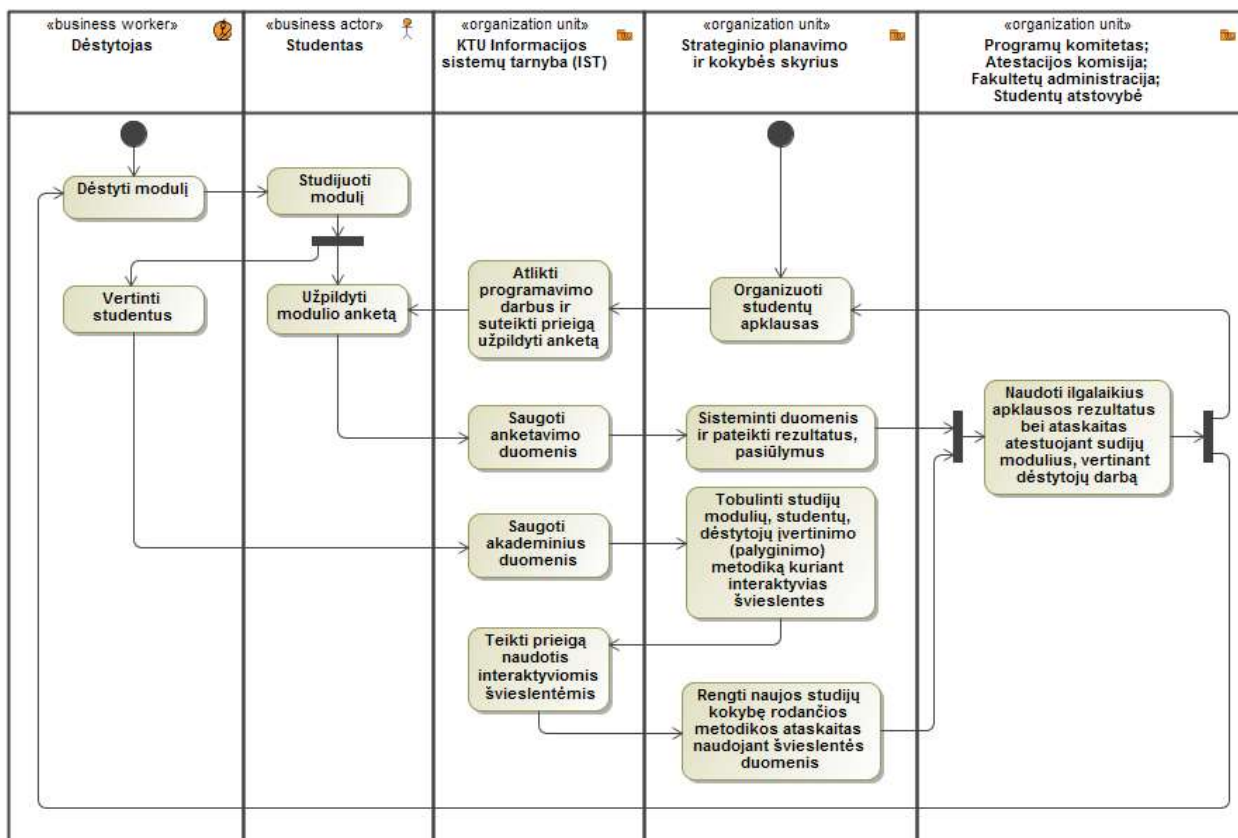 «business worker»
Dėstytojas
«business actor»
Studentas
«organization unit»
KTU Informacijos
sistemų tarnyba (IST)
«organization unit»
Strateginio planavimo
ir kokybės skyrius
«organization unit»
Programų komitetas;
Atestacijos komisija;
Fakultetų administracija;
Studentų atstovybė
Dėstyti modulį
Studijuoti
modulį
Vertinti
studentus
Užpildyti
modulio anketą
Atlikti
programavimo
darbus ir
suteikti prieigą
užpildyti anketą
Organizuoti
studentų
apklausas
Saugoti
anketavimo
duomenis
Sisteminti duomenis
ir pateikti rezultatus,
pasiūlymus
Naudoti ilgalaikius
apklausos rezultatus
bei ataskaitas
atestuojant sudijų
modulius, vertinant
dėstytojų darbą
Saugoti
akademinius
duomenis
Tobulinti studijų
modulių, studentų,
dėstytojų įvertinimo
(palyginimo)
metodiką kuriant
interaktyvias
švieslentes
Teikti prieigą
naudotis
interaktyviomis
švieslentėmis
Rengti naujos studijų
kokybę rodančios
metodikos ataskaitas
naudojant švieslentės
duomenis